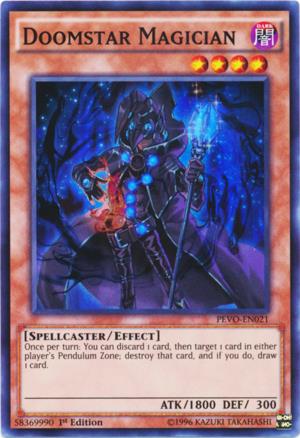 DOOMSTAR MAGICIAN
DARK
闇
PEVO-EN021
[SPELLCASTER/EFFECT]
Once per turn: You can discard 1 card, then target 1 card in either
player's Pendulum Zone; destroy that card, and if you do, draw
1 card.
ATK/1800 DEF/ 300
58369990 1st Edition ©1996 KAZUKI TAKAHASHI